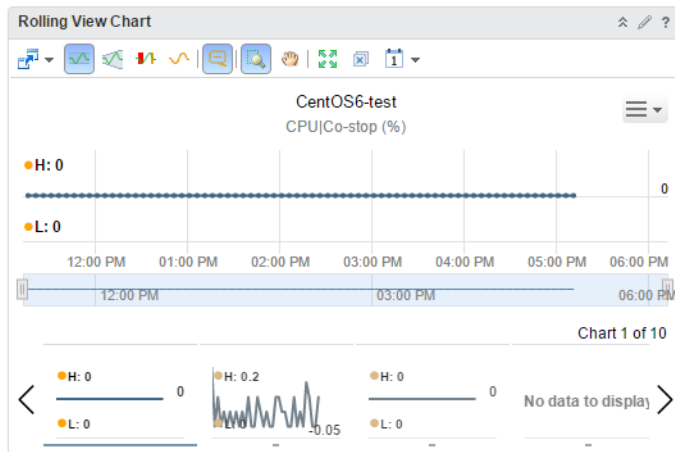 Rolling View Chart
?
1
CentOS6-test
CPU|Co-stop (%)
H: 0
0
L: 0
12:00 PM 01:00 PM 02:00 PM 03:00 PM 04:00 PM 05:00 PM 06:00 PM
12:00 PM 03:00 PM 06:00 PM
Chart 1 of 10
H: 0 H: 0.2 H: 0
0 0 No data to display
L: 0 L: 0 -0.05 L: 0
- - -